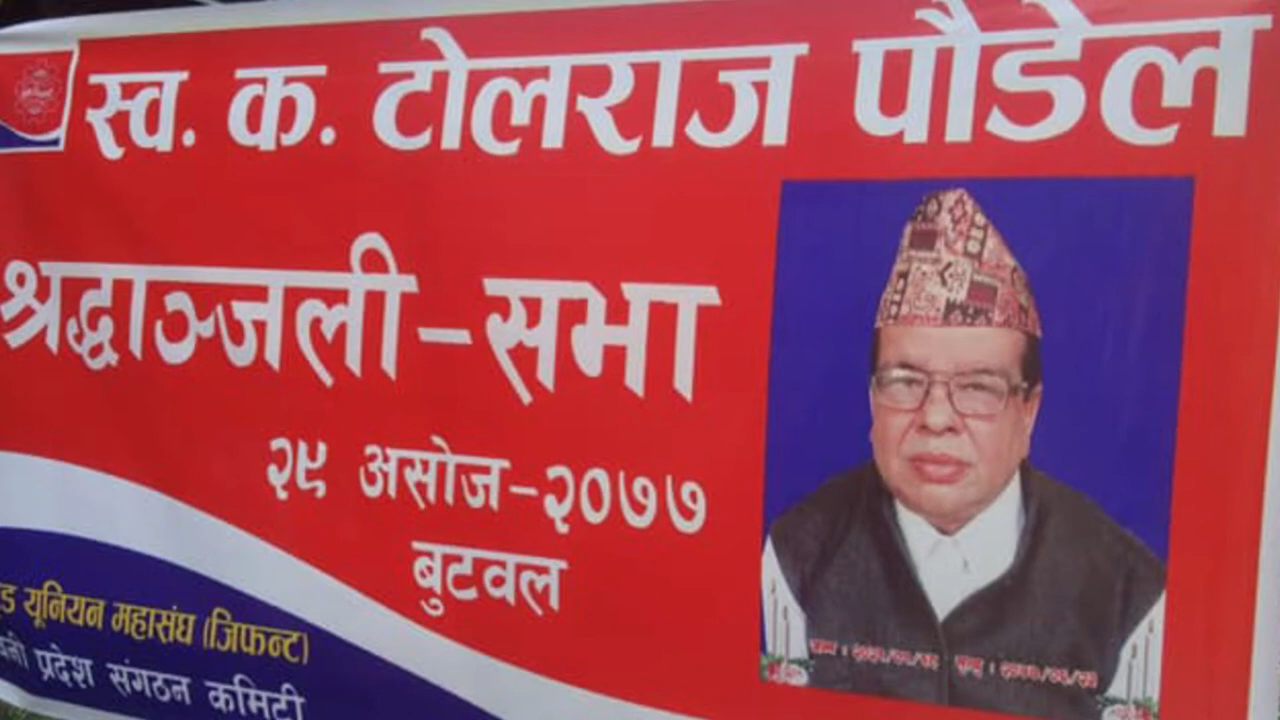 स्व. क. टोलराज पौडेल
श्रद्धाञ्जली-सभा
२९ असोज-२०७७
बुटवल
यूनियन महासंघ (जिफन्ट)
प्रदेश संगठन कमिटी